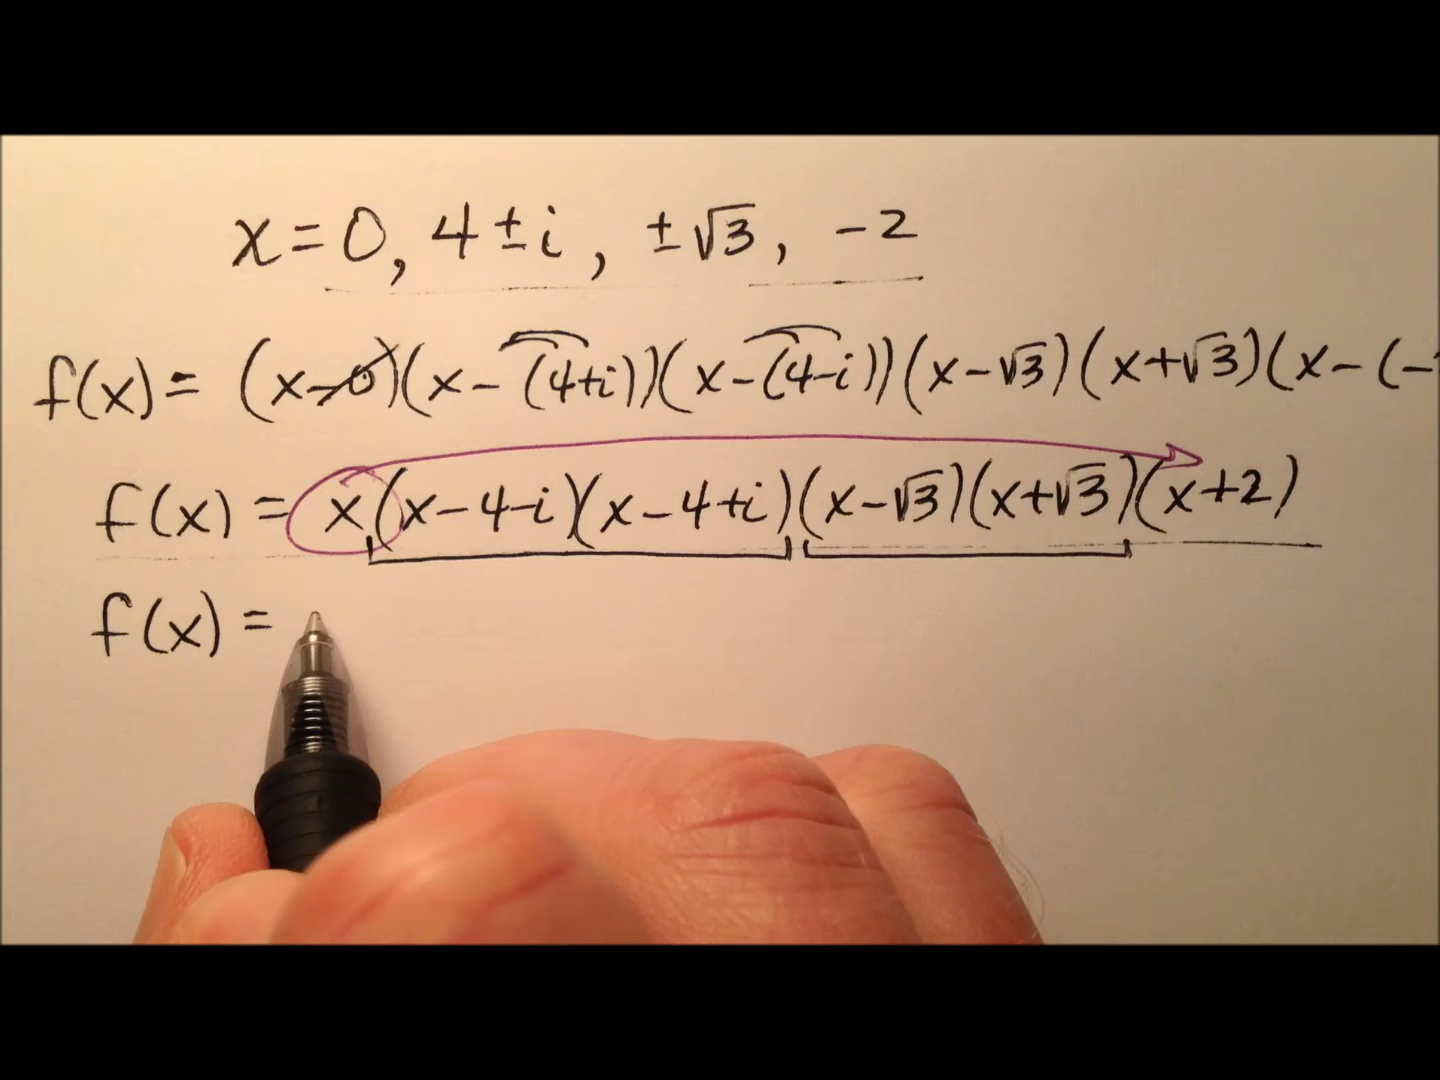 x = 0, 4 ± i, ±√3, -2
f(x) = (x-0)(x-(4+i))(x-(4-i))(x-√3)(x+√3)(x-(-
f(x) = x(x-4-i)(x-4+i)(x-√3)(x+√3)(x+2)
f(x) =